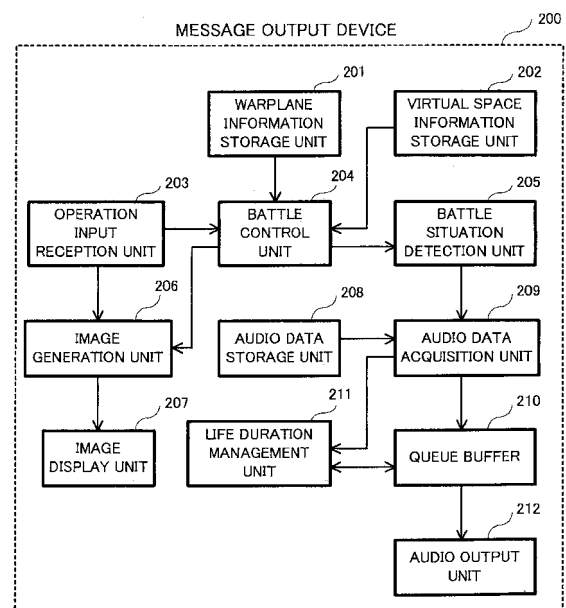 MESSAGE OUTPUT DEVICE
200
201
WARPLANE
INFORMATION
STORAGE UNIT
202
VIRTUAL SPACE
INFORMATION
STORAGE UNIT
203
OPERATION
INPUT
RECEPTION UNIT
204
BATTLE
CONTROL
UNIT
205
BATTLE
SITUATION
DETECTION UNIT
206
IMAGE
GENERATION UNIT
208
AUDIO DATA
STORAGE UNIT
209
AUDIO DATA
ACQUISITION UNIT
207
IMAGE
DISPLAY UNIT
211
LIFE DURATION
MANAGEMENT
UNIT
210
QUEUE BUFFER
212
AUDIO OUTPUT
UNIT